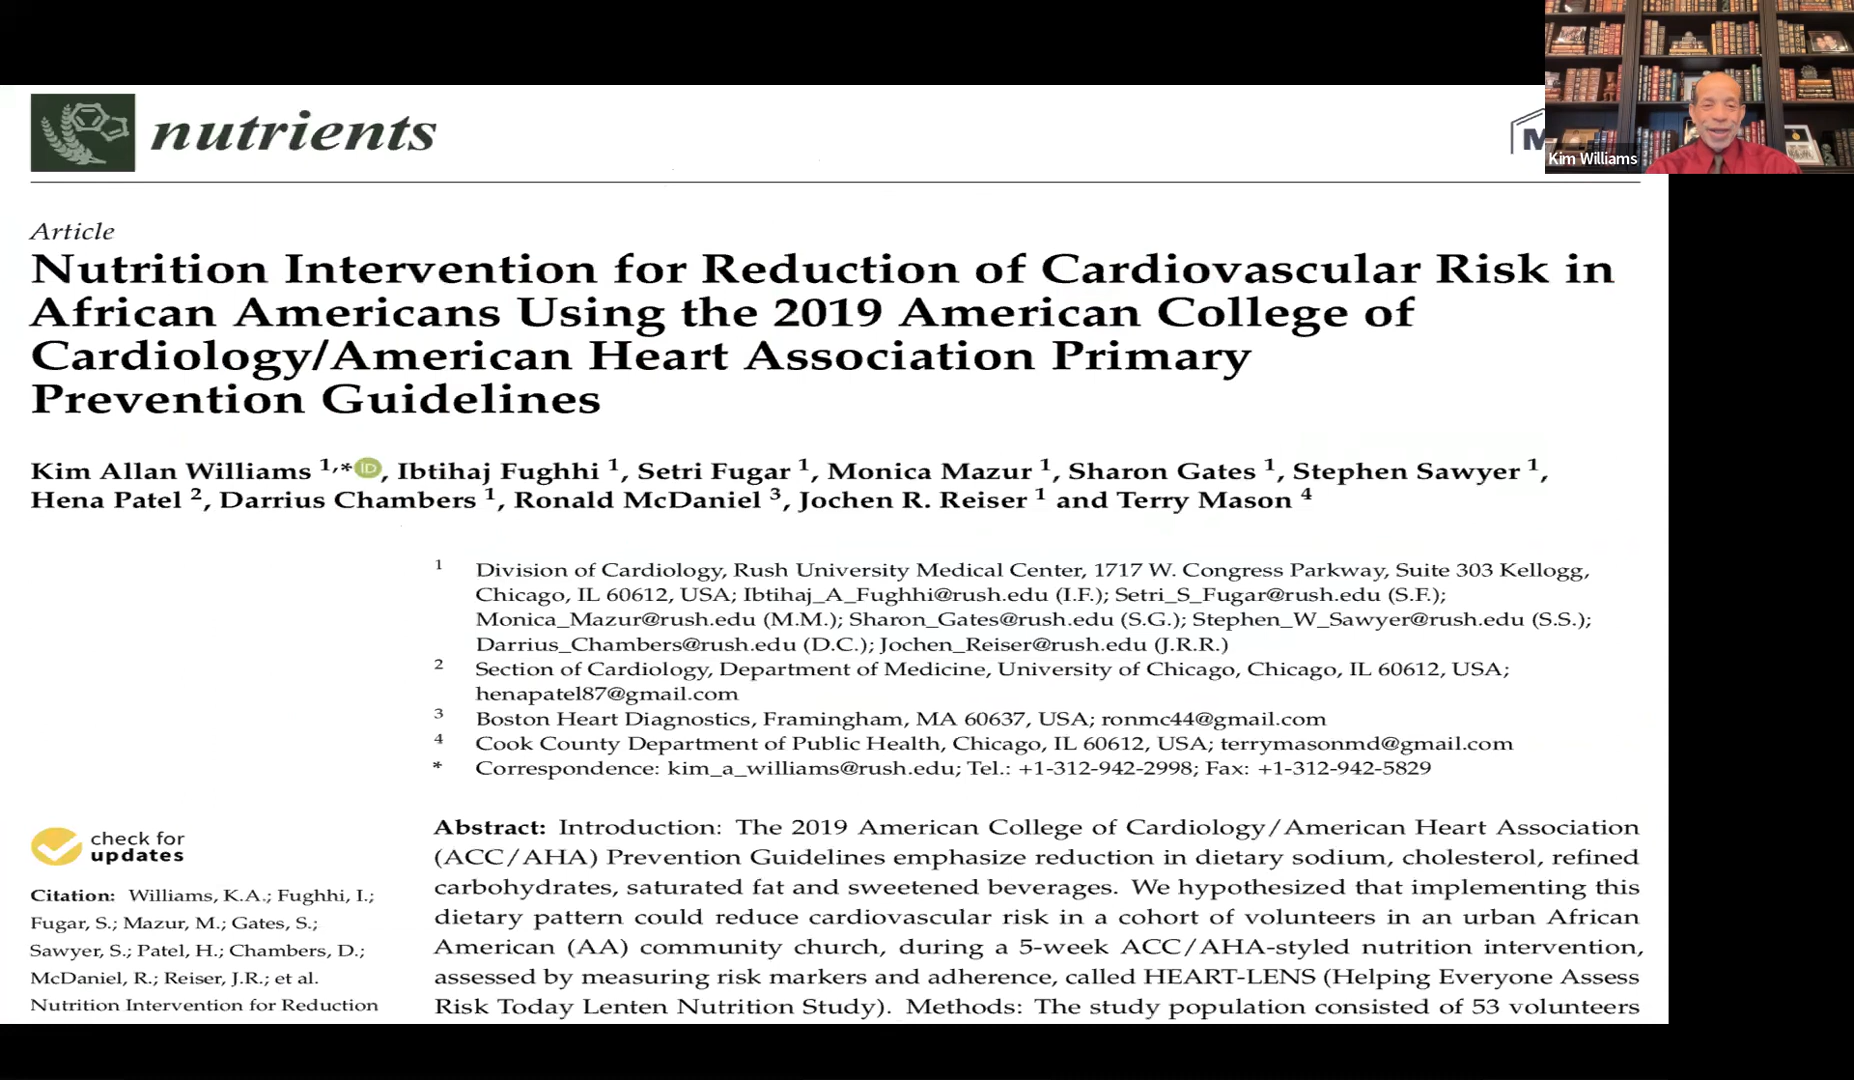 nutrients
M
Kim Williams
Article
Nutrition Intervention for Reduction of Cardiovascular Risk in
African Americans Using the 2019 American College of
Cardiology/American Heart Association Primary
Prevention Guidelines
Kim Allan Williams 1,* iD, Ibtihaj Fughhi 1, Setri Fugar 1, Monica Mazur 1, Sharon Gates 1, Stephen Sawyer 1,
Hena Patel 2, Darrius Chambers 1, Ronald McDaniel 3, Jochen R. Reiser 1 and Terry Mason 4
1 Division of Cardiology, Rush University Medical Center, 1717 W. Congress Parkway, Suite 303 Kellogg,
Chicago, IL 60612, USA; Ibtihaj_A_Fughhi@rush.edu (I.F.); Setri_S_Fugar@rush.edu (S.F.);
Monica_Mazur@rush.edu (M.M.); Sharon_Gates@rush.edu (S.G.); Stephen_W_Sawyer@rush.edu (S.S.);
Darrius_Chambers@rush.edu (D.C.); Jochen_Reiser@rush.edu (J.R.R.)
2 Section of Cardiology, Department of Medicine, University of Chicago, Chicago, IL 60612, USA;
henapatel87@gmail.com
3 Boston Heart Diagnostics, Framingham, MA 60637, USA; ronmc44@gmail.com
4 Cook County Department of Public Health, Chicago, IL 60612, USA; terrymasonmd@gmail.com
* Correspondence: kim_a_williams@rush.edu; Tel.: +1-312-942-2998; Fax: +1-312-942-5829
check for
updates
Citation: Williams, K.A.; Fughhi, I.;
Fugar, S.; Mazur, M.; Gates, S.;
Sawyer, S.; Patel, H.; Chambers, D.;
McDaniel, R.; Reiser, J.R.; et al.
Nutrition Intervention for Reduction
Abstract: Introduction: The 2019 American College of Cardiology/American Heart Association
(ACC/AHA) Prevention Guidelines emphasize reduction in dietary sodium, cholesterol, refined
carbohydrates, saturated fat and sweetened beverages. We hypothesized that implementing this
dietary pattern could reduce cardiovascular risk in a cohort of volunteers in an urban African
American (AA) community church, during a 5-week ACC/AHA-styled nutrition intervention,
assessed by measuring risk markers and adherence, called HEART-LENS (Helping Everyone Assess
Risk Today Lenten Nutrition Study). Methods: The study population consisted of 53 volunteers